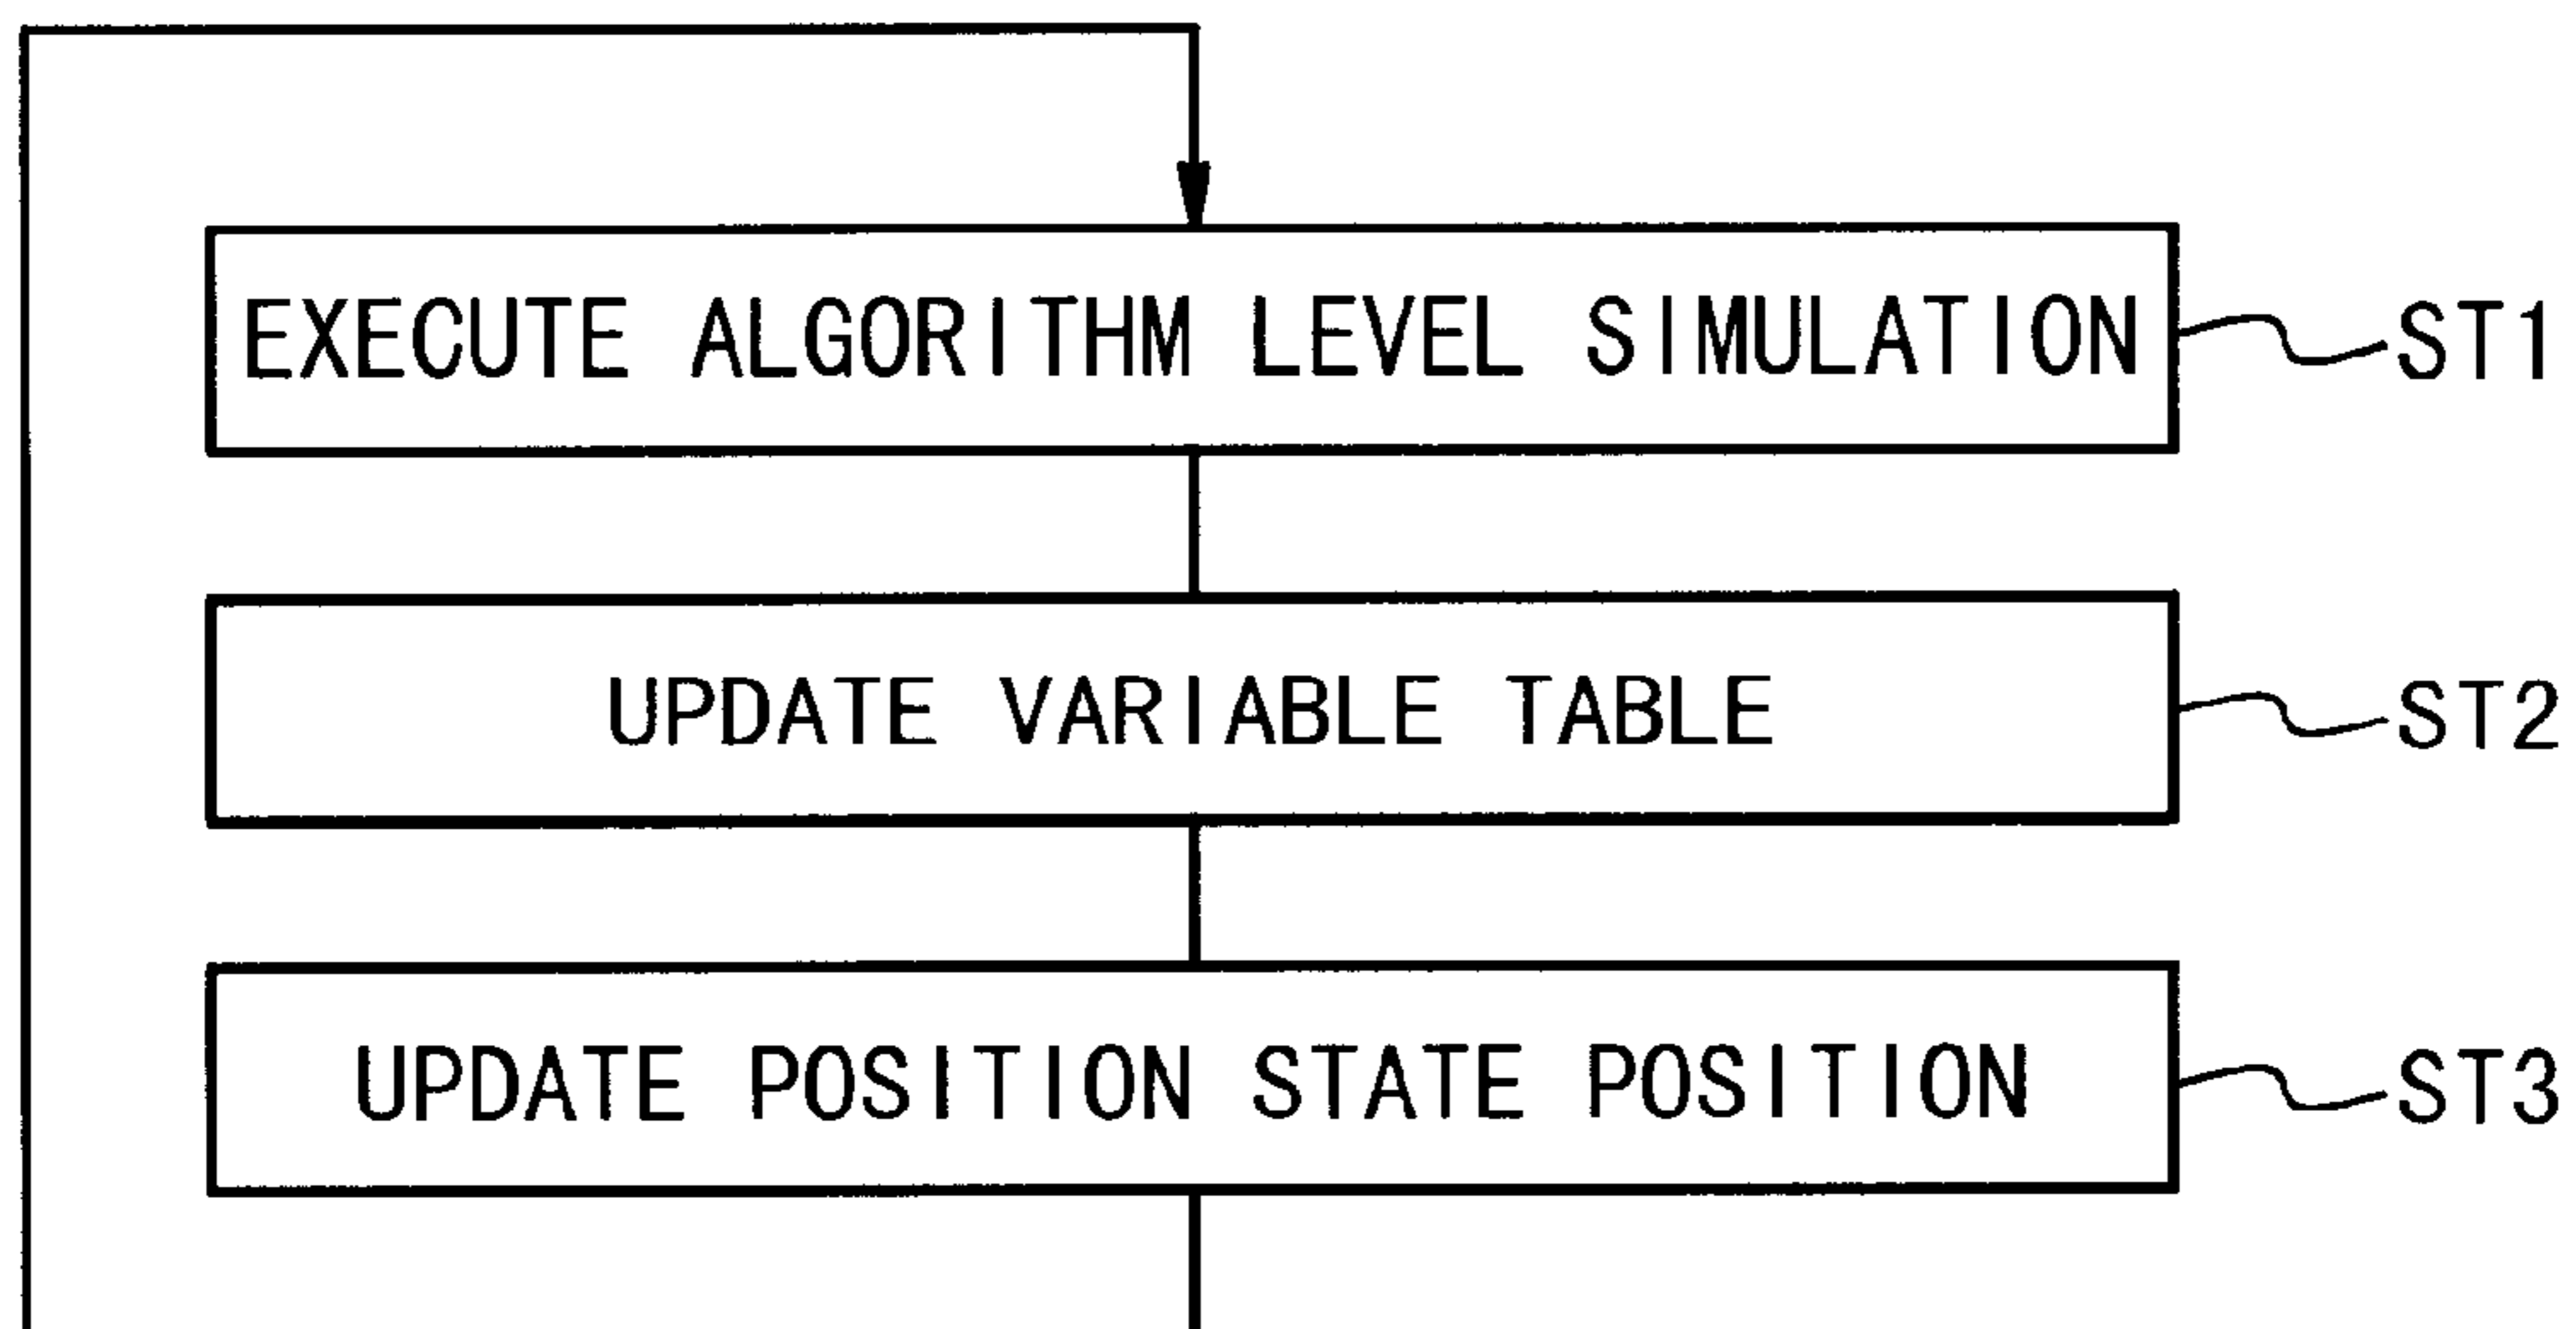 EXECUTE ALGORITHM LEVEL SIMULATION
ST1
UPDATE VARIABLE TABLE
ST2
UPDATE POSITION STATE POSITION
ST3